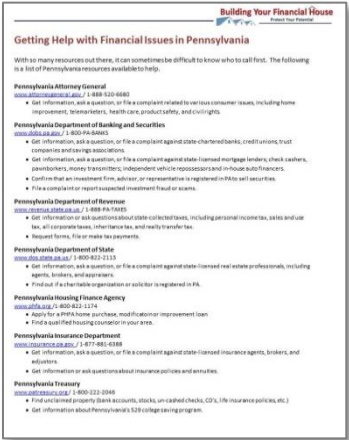 Building Your Financial House
Protect Your Potential
Getting Help with Financial Issues in Pennsylvania
With so many resources out there, it can sometimes be difficult to know who to call first. The following
is a list of Pennsylvania resources available to help.
Pennsylvania Attorney General
www.attorneygeneral.gov / 1-888-520-6680
• Get information, ask a question, or file a complaint related to various consumer issues, including home
improvement, telemarketers, health care, product safety, and civil rights.
Pennsylvania Department of Banking and Securities
www.dobs.pa.gov / 1-800-PA-BANKS
• Get information, ask a question, or file a complaint against state-chartered banks, credit unions, trust
companies and savings associations.
• Get information, ask a question, or file a complaint against state-licensed mortgage lenders; check cashers,
pawnbrokers, money transmitters; independent vehicle repossessors and in-house auto financers.
• Confirm that an investment firm, advisor, or representative is registered in PA to sell securities.
• File a complaint or report suspected investment fraud or scams.
Pennsylvania Department of Revenue
www.revenue.state.pa.us / 1-888-PA-TAXES
• Get information or ask questions about state-collected taxes, including personal income tax, sales and use
tax, all corporate taxes, inheritance tax, and realty transfer tax.
• Request forms, file or make tax payments.
Pennsylvania Department of State
www.dos.state.pa.us / 1-800-822-2113
• Get information, ask a question, or file a complaint against state-licensed real estate professionals, including
agents, brokers, and appraisers.
• Find out if a charitable organization or solicitor is registered in PA.
Pennsylvania Housing Finance Agency
www.phfa.org / 1-800-822-1174
• Apply for a PHFA home purchase, modification or improvement loan
• Find a qualified housing counselor in your area.
Pennsylvania Insurance Department
www.insurance.pa.gov / 1-877-881-6388
• Get information, ask a question, or file a complaint against state-licensed insurance agents, brokers, and
adjustors.
• Get information or ask questions about insurance policies and annuities.
Pennsylvania Treasury
www.patreasury.org / 1-800-222-2046
• Find unclaimed property (bank accounts, stocks, un-cashed checks, CD's, life insurance policies, etc.)
• Get information about Pennsylvania's 529 college saving program.